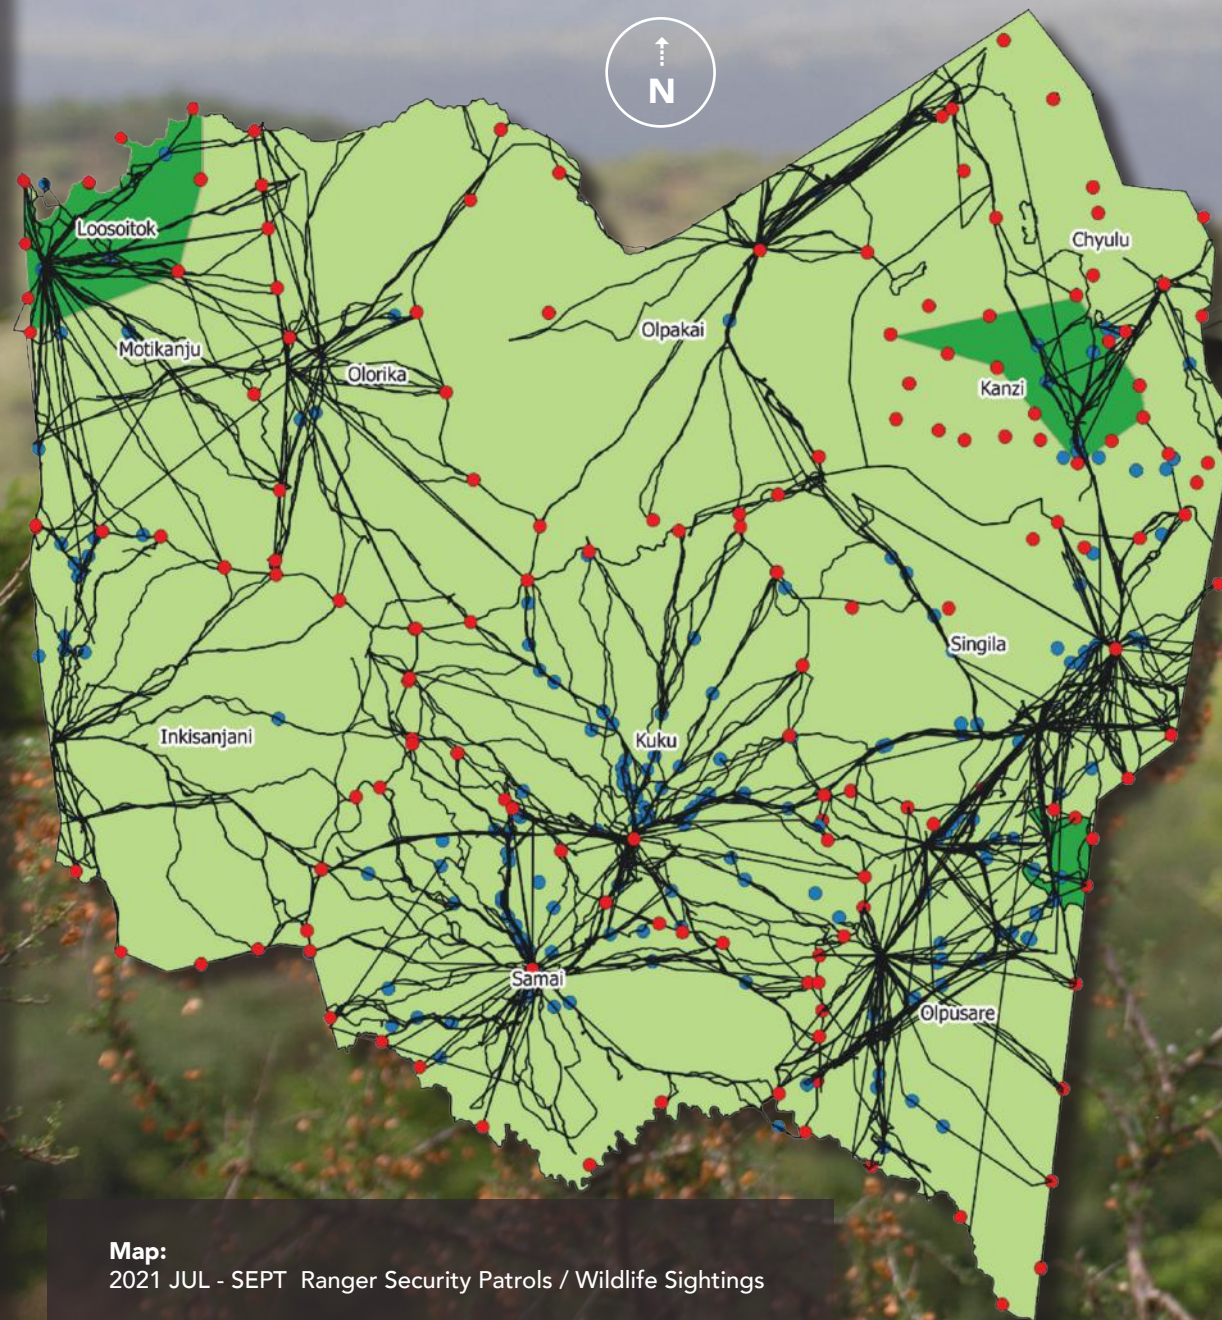 N
Loosoitok
Chyulu
Olpakai
Motikanju
Olorika
Kanzi
Singila
Inkisanjani
Kuku
Samai
Olpusare
Map:
2021 JUL - SEPT Ranger Security Patrols / Wildlife Sightings